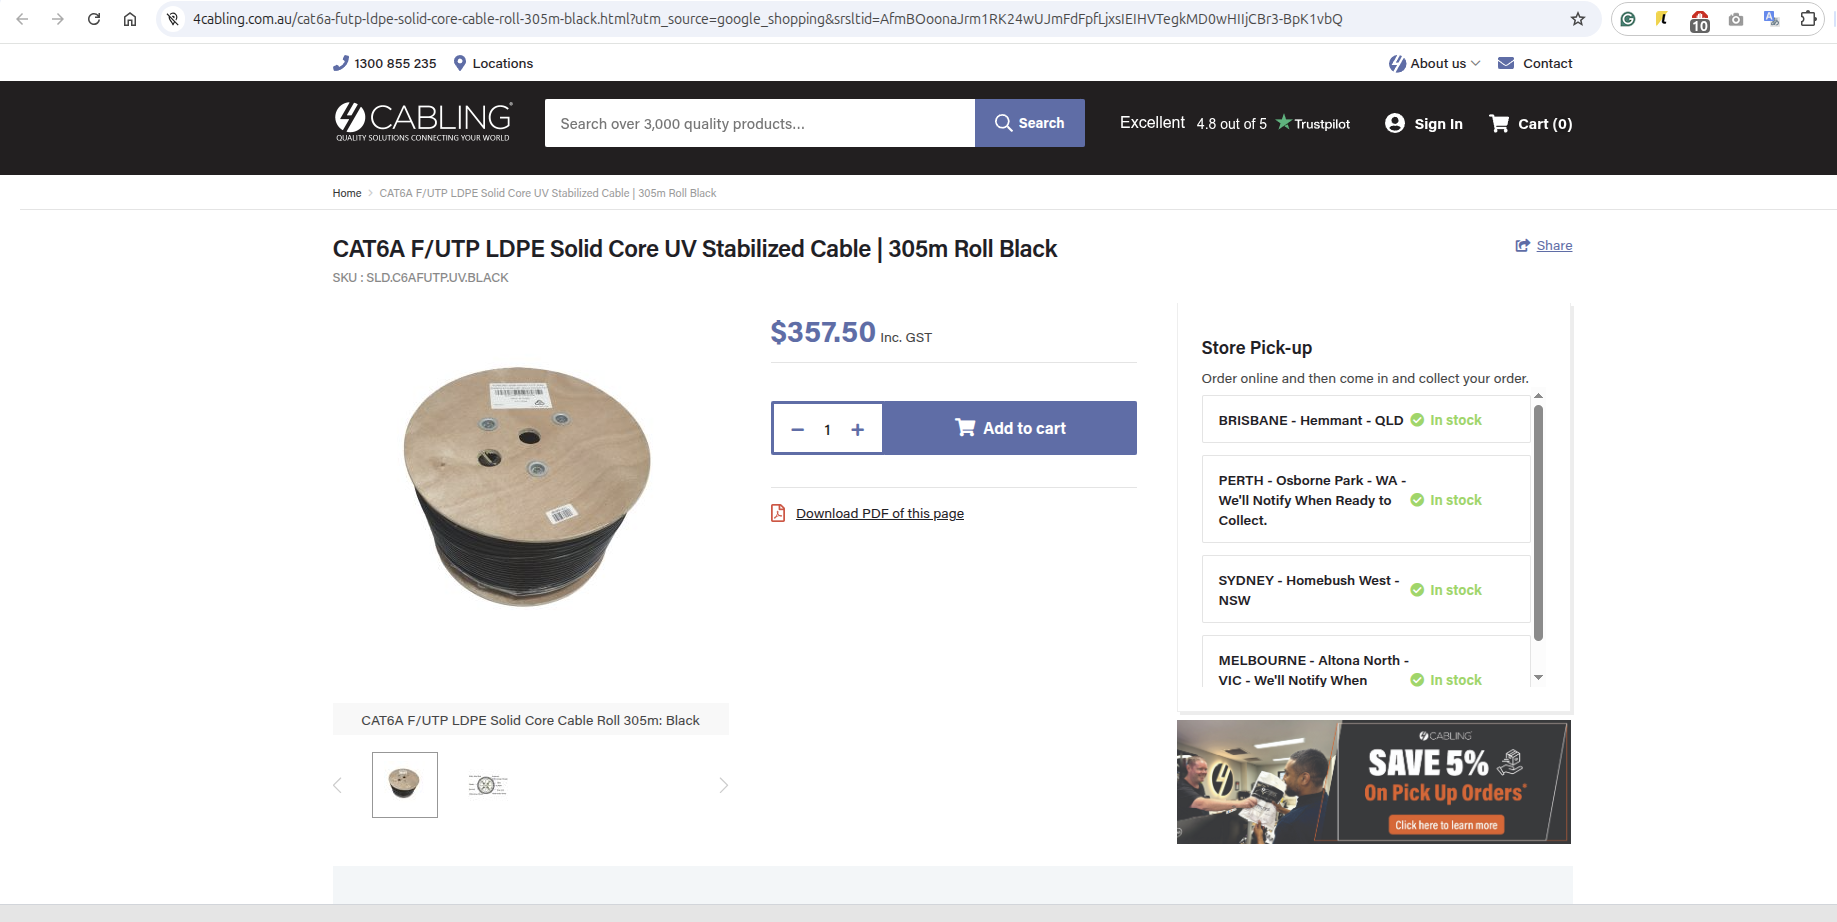 4cabling.com.au/cat6a-futp-ldpe-solid-core-cable-roll-305m-black.html?utm_source=google_shopping&srsltid=AfmBOoonaJrm1RK24wUJmFdFpfLjxsIEIHVTegkMD0wHIIjCBr3-BpK1vbQ
10
1300 855 235 Locations
About us Contact
4CABLING
QUALITY SOLUTIONS CONNECTING YOUR WORLD
Search over 3,000 quality products...
Search
Excellent 4.8 out of 5 Trustpilot
Sign In Cart (0)
Home > CAT6A F/UTP LDPE Solid Core UV Stabilized Cable | 305m Roll Black
CAT6A F/UTP LDPE Solid Core UV Stabilized Cable | 305m Roll Black
Share
SKU : SLD.C6AFUTP.UV.BLACK
$357.50 Inc. GST
− 1 +
Add to cart
Download PDF of this page
CAT6A F/UTP LDPE Solid Core Cable Roll 305m: Black
Store Pick-up
Order online and then come in and collect your order.
BRISBANE - Hemmant - QLD In stock
PERTH - Osborne Park - WA -
We'll Notify When Ready to In stock
Collect.
SYDNEY - Homebush West - In stock
NSW
MELBOURNE - Altona North -
VIC - We'll Notify When In stock
4CABLING
SAVE 5%
On Pick Up Orders*
Click here to learn more